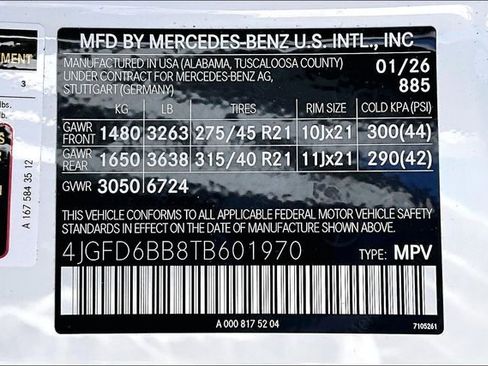 MFD BY MERCEDES-BENZ U.S. INTL., INC
MANUFACTURED IN USA (ALABAMA, TUSCALOOSA COUNTY)
UNDER CONTRACT FOR MERCEDES-BENZ AG,
STUTTGART (GERMANY)
01/26
885
KG LB TIRES RIM SIZE COLD KPA (PSI)
GAWR FRONT 1480 3263 275/45 R21 10Jx21 300(44)
GAWR REAR 1650 3638 315/40 R21 11Jx21 290(42)
GVWR 3050 6724
THIS VEHICLE CONFORMS TO ALL APPLICABLE FEDERAL MOTOR VEHICLE SAFETY
STANDARDS IN EFFECT ON THE DATE OF MANUFACTURE SHOWN ABOVE.
4JGFD6BB8TB601970 TYPE: MPV
A 000 817 52 04
7105261
A 167 584 35 12
3
lbs.